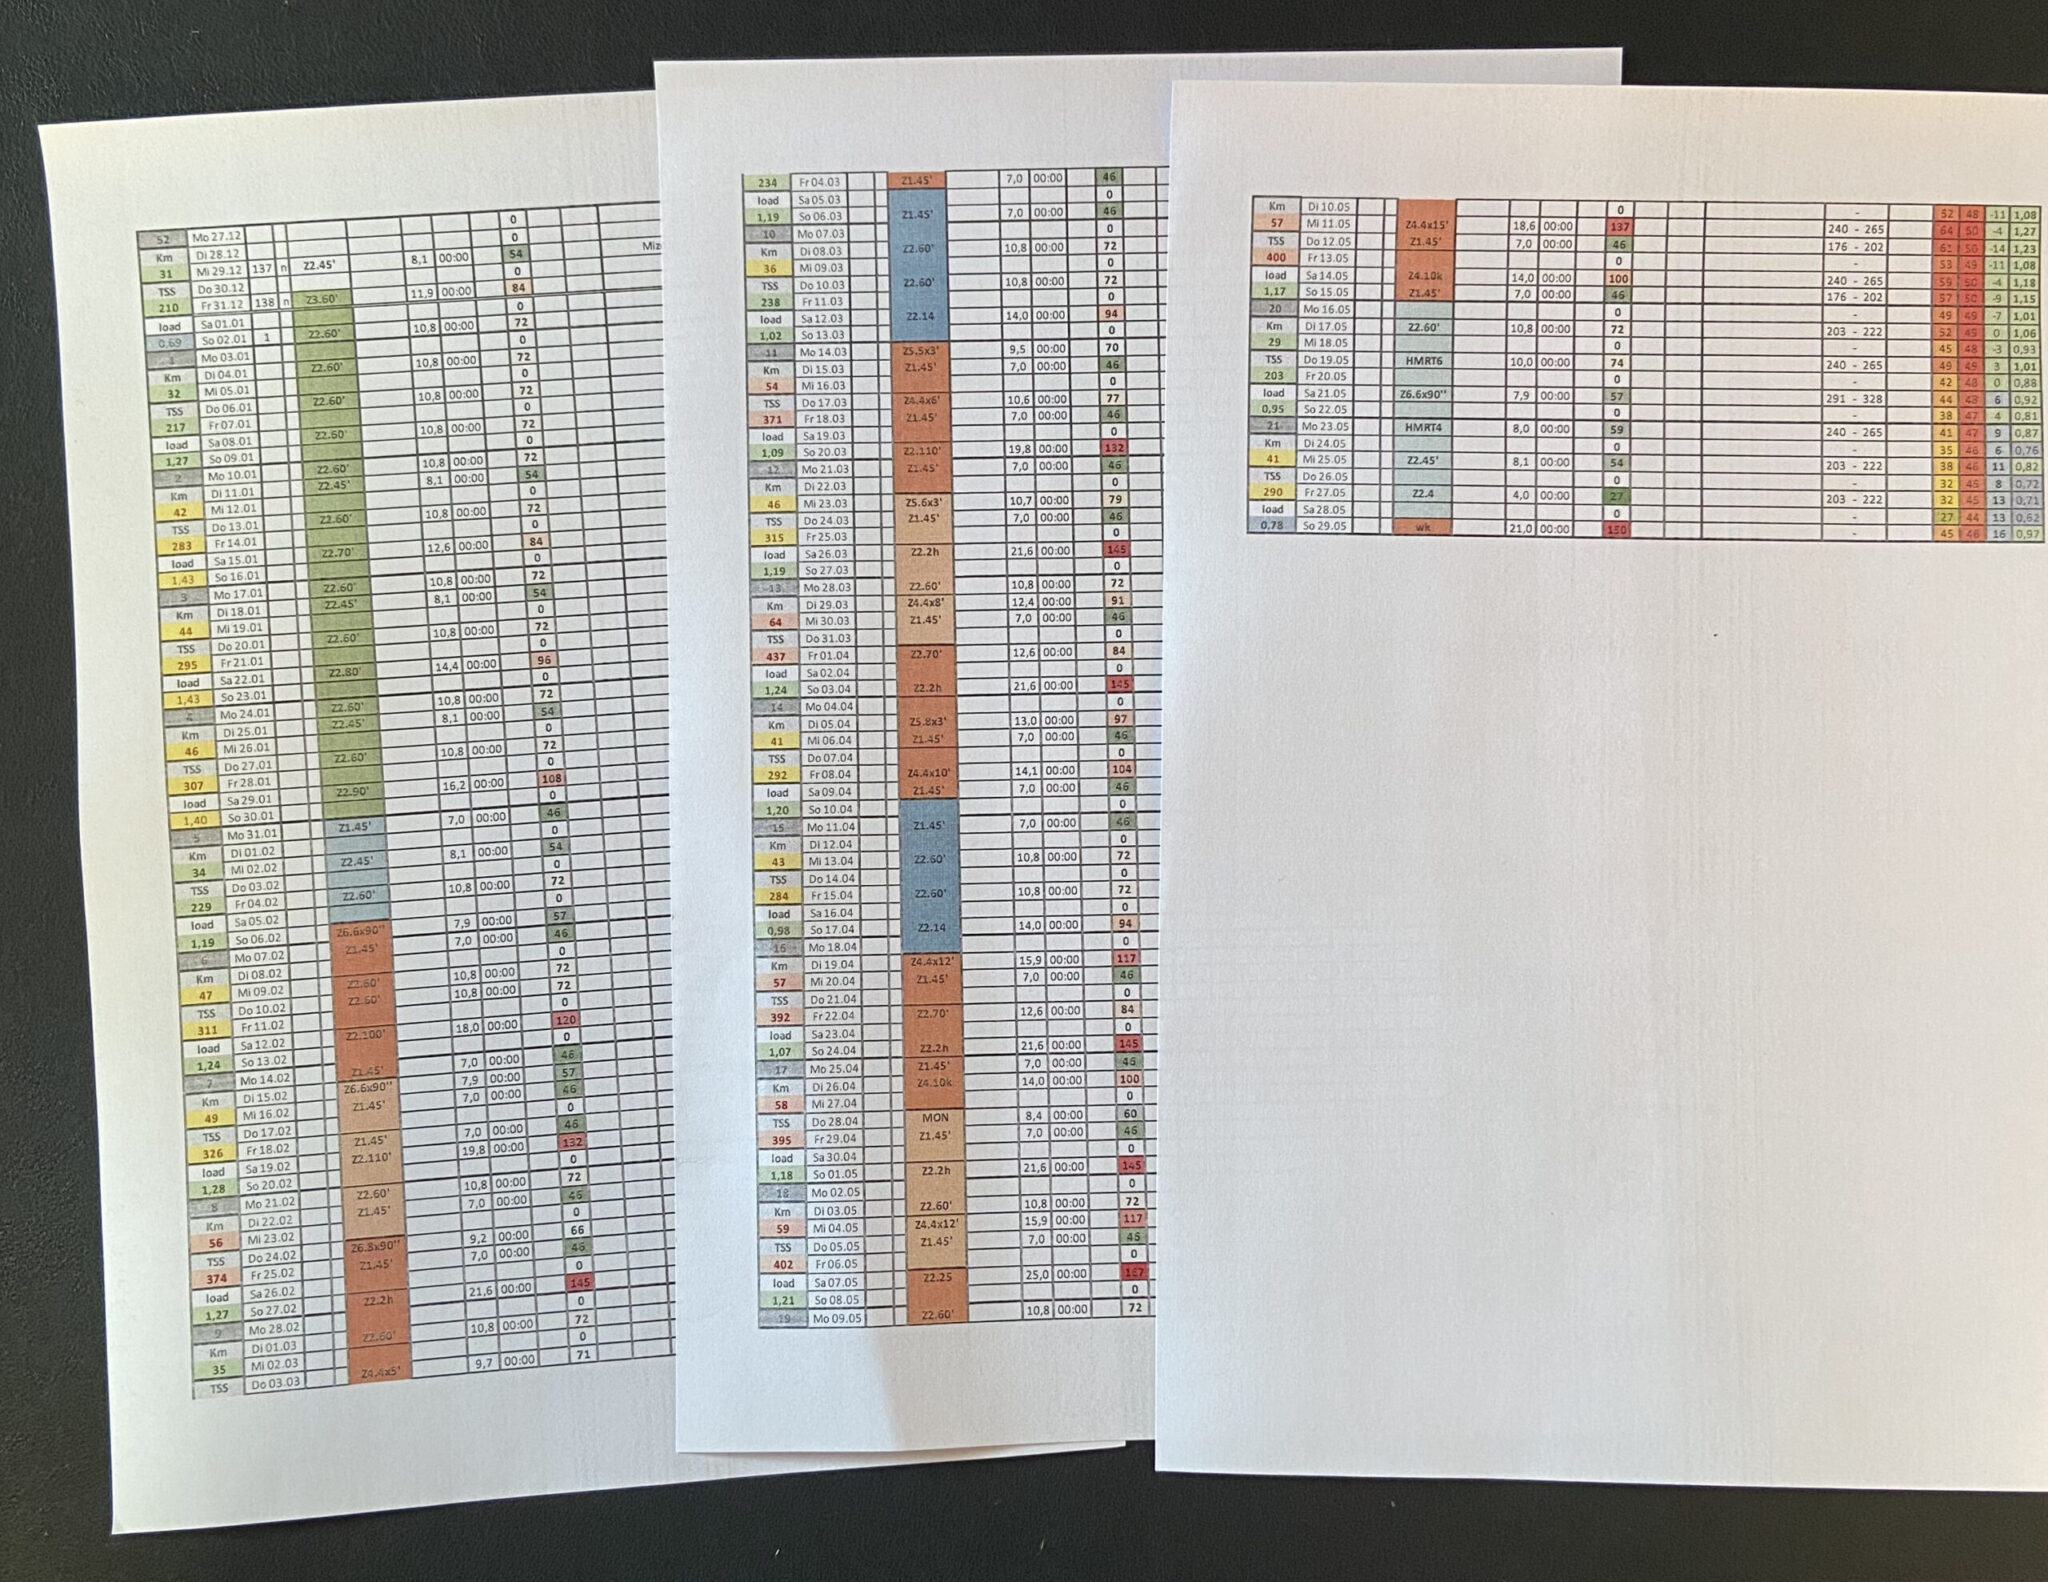 52 Mo 27.12 0
Km Di 28.12 0 Miz
31 Mi 29.12 137 n Z2.45' 8,1 00:00 54
TSS Do 30.12 0
210 Fr 31.12 138 n Z3.60' 11,9 00:00 84
load Sa 01.01 0
0,69 So 02.01 1 Z2.60' 10,8 00:00 72
1 Mo 03.01 0
Km Di 04.01 Z2.60' 10,8 00:00 72
32 Mi 05.01 0
TSS Do 06.01 Z2.60' 10,8 00:00 72
217 Fr 07.01 0
load Sa 08.01 Z2.60' 10,8 00:00 72
1,27 So 09.01 0
2 Mo 10.01 Z2.60' 10,8 00:00 72
Km Di 11.01 Z2.45' 8,1 00:00 54
42 Mi 12.01 0
TSS Do 13.01 Z2.60' 10,8 00:00 72
283 Fr 14.01 0
load Sa 15.01 Z2.70' 12,6 00:00 84
1,43 So 16.01 0
3 Mo 17.01 Z2.60' 10,8 00:00 72
Km Di 18.01 Z2.45' 8,1 00:00 54
44 Mi 19.01 0
TSS Do 20.01 Z2.60' 10,8 00:00 72
295 Fr 21.01 0
load Sa 22.01 Z2.80' 14,4 00:00 96
1,43 So 23.01 0
4 Mo 24.01 Z2.60' 10,8 00:00 72
Km Di 25.01 Z2.45' 8,1 00:00 54
46 Mi 26.01 0
TSS Do 27.01 Z2.60' 10,8 00:00 72
307 Fr 28.01 0
load Sa 29.01 Z2.90' 16,2 00:00 108
1,40 So 30.01 0
5 Mo 31.01 Z1.45' 7,0 00:00 46
Km Di 01.02 0
34 Mi 02.02 Z2.45' 8,1 00:00 54
TSS Do 03.02 0
229 Fr 04.02 Z2.60' 10,8 00:00 72
load Sa 05.02 0
1,19 So 06.02 Z6.6x90'' 7,9 00:00 57
6 Mo 07.02 Z1.45' 7,0 00:00 46
Km Di 08.02 0
47 Mi 09.02 Z2.60' 10,8 00:00 72
TSS Do 10.02 Z2.60' 10,8 00:00 72
311 Fr 11.02 0
load Sa 12.02 Z2.100' 18,0 00:00 120
1,24 So 13.02 0
7 Mo 14.02 Z1.45' 7,0 00:00 46
Km Di 15.02 Z6.6x90'' 7,9 00:00 57
49 Mi 16.02 Z1.45' 7,0 00:00 46
TSS Do 17.02 0
326 Fr 18.02 Z1.45' 7,0 00:00 46
load Sa 19.02 Z2.110' 19,8 00:00 132
1,28 So 20.02 0
8 Mo 21.02 Z2.60' 10,8 00:00 72
Km Di 22.02 Z1.45' 7,0 00:00 46
56 Mi 23.02 0
TSS Do 24.02 Z6.8x90'' 9,2 00:00 66
374 Fr 25.02 Z1.45' 7,0 00:00 46
load Sa 26.02 0
1,27 So 27.02 Z2.2h 21,6 00:00 145
9 Mo 28.02 0
Km Di 01.03 Z2.60' 10,8 00:00 72
35 Mi 02.03 0
TSS Do 03.03 Z4.4x5' 9,7 00:00 71
234 Fr 04.03 Z1.45' 7,0 00:00 46
load Sa 05.03 0
1,19 So 06.03 Z1.45' 7,0 00:00 46
10 Mo 07.03 0
Km Di 08.03 Z2.60' 10,8 00:00 72
36 Mi 09.03 0
TSS Do 10.03 Z2.60' 10,8 00:00 72
238 Fr 11.03 0
load Sa 12.03 Z2.14 14,0 00:00 94
1,02 So 13.03 0
11 Mo 14.03 Z5.5x3' 9,5 00:00 70
Km Di 15.03 Z1.45' 7,0 00:00 46
54 Mi 16.03 0
TSS Do 17.03 Z4.4x6' 10,6 00:00 77
371 Fr 18.03 Z1.45' 7,0 00:00 46
load Sa 19.03 0
1,09 So 20.03 Z2.110' 19,8 00:00 132
12 Mo 21.03 Z1.45' 7,0 00:00 46
Km Di 22.03 0
46 Mi 23.03 Z5.6x3' 10,7 00:00 79
TSS Do 24.03 Z1.45' 7,0 00:00 46
315 Fr 25.03 0
load Sa 26.03 Z2.2h 21,6 00:00 145
1,19 So 27.03 0
13 Mo 28.03 Z2.60' 10,8 00:00 72
Km Di 29.03 Z4.4x8' 12,4 00:00 91
64 Mi 30.03 Z1.45' 7,0 00:00 46
TSS Do 31.03 0
437 Fr 01.04 Z2.70' 12,6 00:00 84
load Sa 02.04 0
1,24 So 03.04 Z2.2h 21,6 00:00 145
14 Mo 04.04 0
Km Di 05.04 Z5.8x3' 13,0 00:00 97
41 Mi 06.04 Z1.45' 7,0 00:00 46
TSS Do 07.04 0
292 Fr 08.04 Z4.4x10' 14,1 00:00 104
load Sa 09.04 Z1.45' 7,0 00:00 46
1,20 So 10.04 0
15 Mo 11.04 Z1.45' 7,0 00:00 46
Km Di 12.04 0
43 Mi 13.04 Z2.60' 10,8 00:00 72
TSS Do 14.04 0
284 Fr 15.04 Z2.60' 10,8 00:00 72
load Sa 16.04 0
0,98 So 17.04 Z2.14 14,0 00:00 94
16 Mo 18.04 0
Km Di 19.04 Z4.4x12' 15,9 00:00 117
57 Mi 20.04 Z1.45' 7,0 00:00 46
TSS Do 21.04 0
392 Fr 22.04 Z2.70' 12,6 00:00 84
load Sa 23.04 0
1,07 So 24.04 Z2.2h 21,6 00:00 145
17 Mo 25.04 Z1.45' 7,0 00:00 46
Km Di 26.04 Z4.10k 14,0 00:00 100
58 Mi 27.04 0
TSS Do 28.04 MON 8,4 00:00 60
395 Fr 29.04 Z1.45' 7,0 00:00 46
load Sa 30.04 0
1,18 So 01.05 Z2.2h 21,6 00:00 145
18 Mo 02.05 0
Km Di 03.05 Z2.60' 10,8 00:00 72
59 Mi 04.05 Z4.4x12' 15,9 00:00 117
TSS Do 05.05 Z1.45' 7,0 00:00 46
402 Fr 06.05 0
load Sa 07.05 Z2.25 25,0 00:00 167
1,21 So 08.05 0
19 Mo 09.05 Z2.60' 10,8 00:00 72
Km Di 10.05 0 - 52 48 -11 1,08
57 Mi 11.05 Z4.4x15' 18,6 00:00 137 240 - 265 64 50 -4 1,27
TSS Do 12.05 Z1.45' 7,0 00:00 46 176 - 202 61 50 -14 1,23
400 Fr 13.05 0 - 53 49 -11 1,08
load Sa 14.05 Z4.10k 14,0 00:00 100 240 - 265 59 50 -4 1,18
1,17 So 15.05 Z1.45' 7,0 00:00 46 176 - 202 57 50 -9 1,15
20 Mo 16.05 0 - 49 49 -7 1,01
Km Di 17.05 Z2.60' 10,8 00:00 72 203 - 222 52 49 0 1,06
29 Mi 18.05 0 - 45 48 -3 0,93
TSS Do 19.05 HMRT6 10,0 00:00 74 240 - 265 49 49 3 1,01
203 Fr 20.05 0 - 42 48 0 0,88
load Sa 21.05 Z6.6x90'' 7,9 00:00 57 291 - 328 44 48 6 0,92
0,95 So 22.05 0 - 38 47 4 0,81
21 Mo 23.05 HMRT4 8,0 00:00 59 240 - 265 41 47 9 0,87
Km Di 24.05 0 - 35 46 6 0,76
41 Mi 25.05 Z2.45' 8,1 00:00 54 203 - 222 38 46 11 0,82
TSS Do 26.05 0 - 32 45 8 0,72
290 Fr 27.05 Z2.4 4,0 00:00 27 203 - 222 32 45 13 0,71
load Sa 28.05 0 - 27 44 13 0,62
0,78 So 29.05 wk 21,0 00:00 150 - 45 46 16 0,97